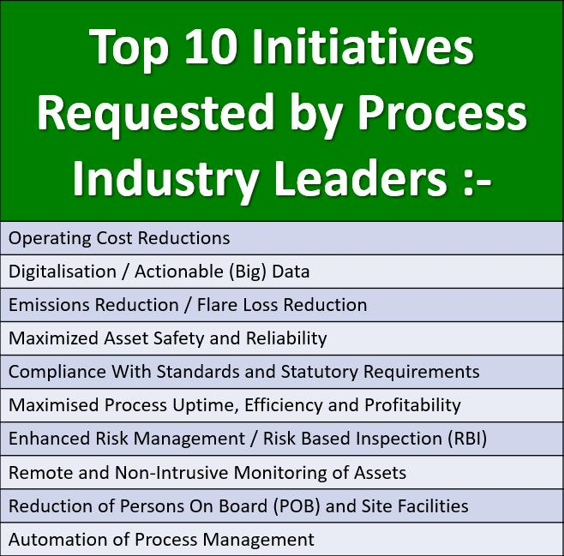 Top 10 Initiatives
Requested by Process
Industry Leaders :-
Operating Cost Reductions
Digitalisation / Actionable (Big) Data
Emissions Reduction / Flare Loss Reduction
Maximized Asset Safety and Reliability
Compliance With Standards and Statutory Requirements
Maximised Process Uptime, Efficiency and Profitability
Enhanced Risk Management / Risk Based Inspection (RBI)
Remote and Non-Intrusive Monitoring of Assets
Reduction of Persons On Board (POB) and Site Facilities
Automation of Process Management